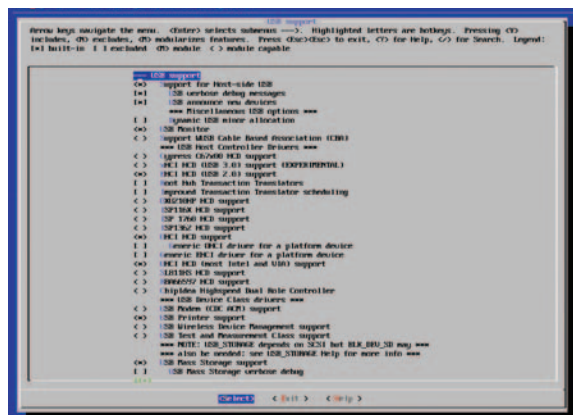 USB support
Arrow keys navigate the menu. <Enter> selects submenus --->. Highlighted letters are hotkeys. Pressing <Y>
includes, <N> excludes, <M> modularizes features. Press <Esc><Esc> to exit, <?> for Help, </> for Search. Legend:
[*] built-in [ ] excluded <M> module < > module capable
--- USB support
<*> Support for Host-side USB
[*] USB verbose debug messages
[*] USB announce new devices
*** Miscellaneous USB options ***
[ ] Dynamic USB minor allocation
<*> USB Monitor
< > Support WUSB Cable Based Association (CBA)
*** USB Host Controller Drivers ***
< > Cypress C67x00 HCD support
< > xHCI HCD (USB 3.0) support (EXPERIMENTAL)
<*> EHCI HCD (USB 2.0) support
[ ] Root Hub Transaction Translators
[ ] Improved Transaction Translator scheduling
< > OXU210HP HCD support
< > ISP116X HCD support
< > ISP 1760 HCD support
< > ISP1362 HCD support
<*> OHCI HCD support
[ ] Generic OHCI driver for a platform device
[ ] Generic EHCI driver for a platform device
<*> UHCI HCD (most Intel and VIA) support
< > SL811HS HCD support
< > R8A66597 HCD support
< > ChipIdea Highspeed Dual Role Controller
*** USB Device Class drivers ***
< > USB Modem (CDC ACM) support
<*> USB Printer support
< > USB Wireless Device Management support
< > USB Test and Measurement Class support
*** NOTE: USB_STORAGE depends on SCSI but BLK_DEV_SD may ***
*** also be needed; see USB_STORAGE Help for more info ***
<*> USB Mass Storage support
[ ] USB Mass Storage verbose debug
<Select> < Exit > < Help >